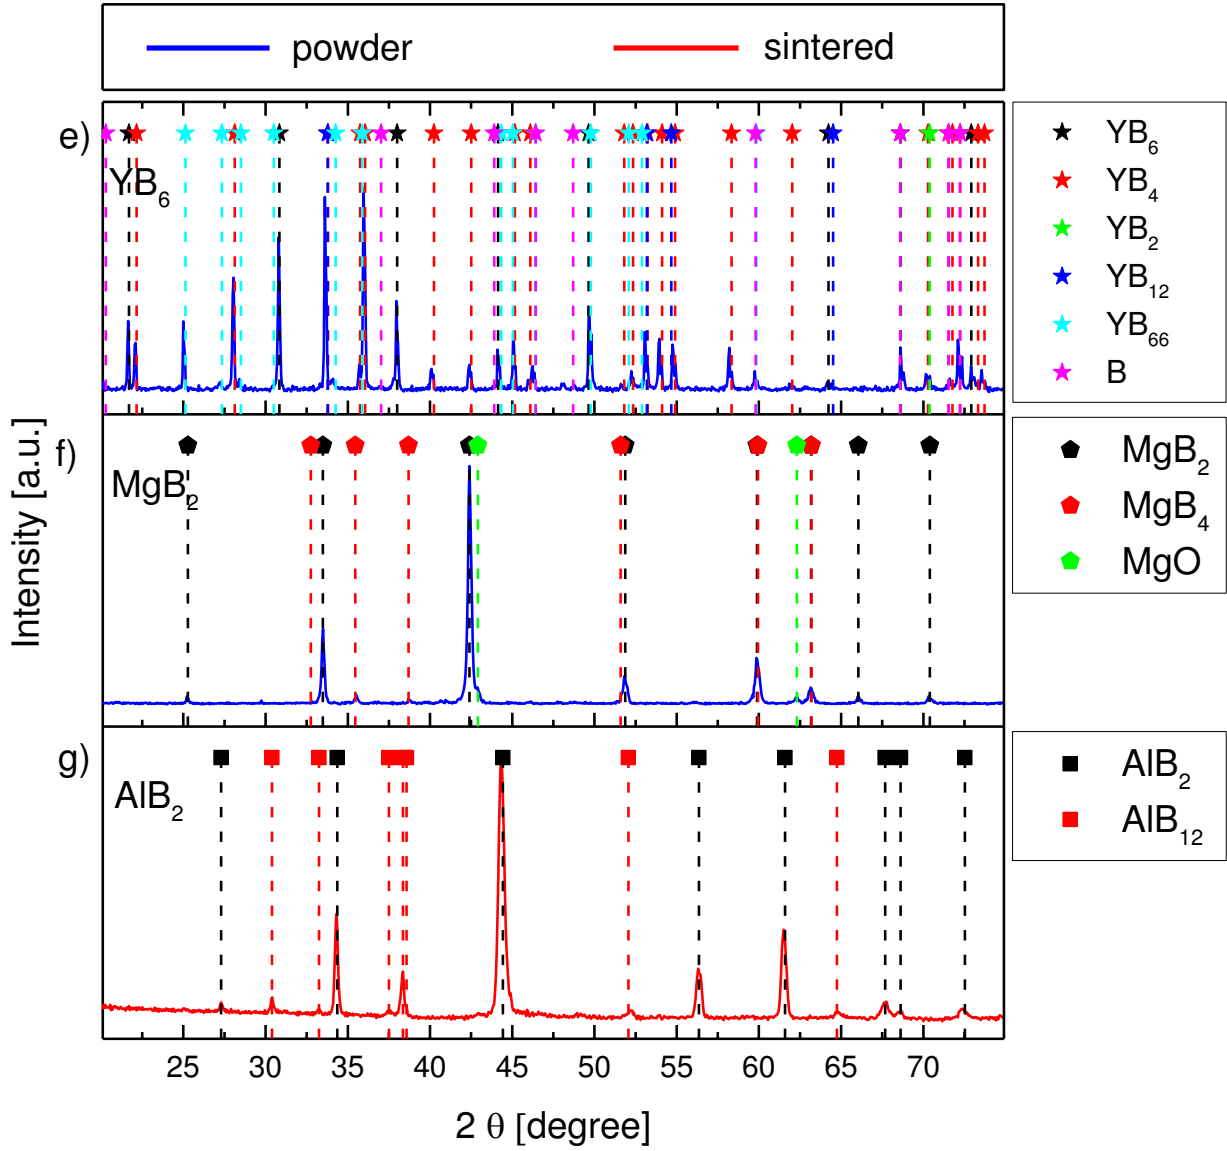 powder sintered
e)
YB6
YB6
YB4
YB2
YB12
YB66
B
f)
MgB2
MgB2
MgB4
MgO
g)
AlB2
AlB2
AlB12
Intensity [a.u.]
25 30 35 40 45 50 55 60 65 70
2 θ [degree]